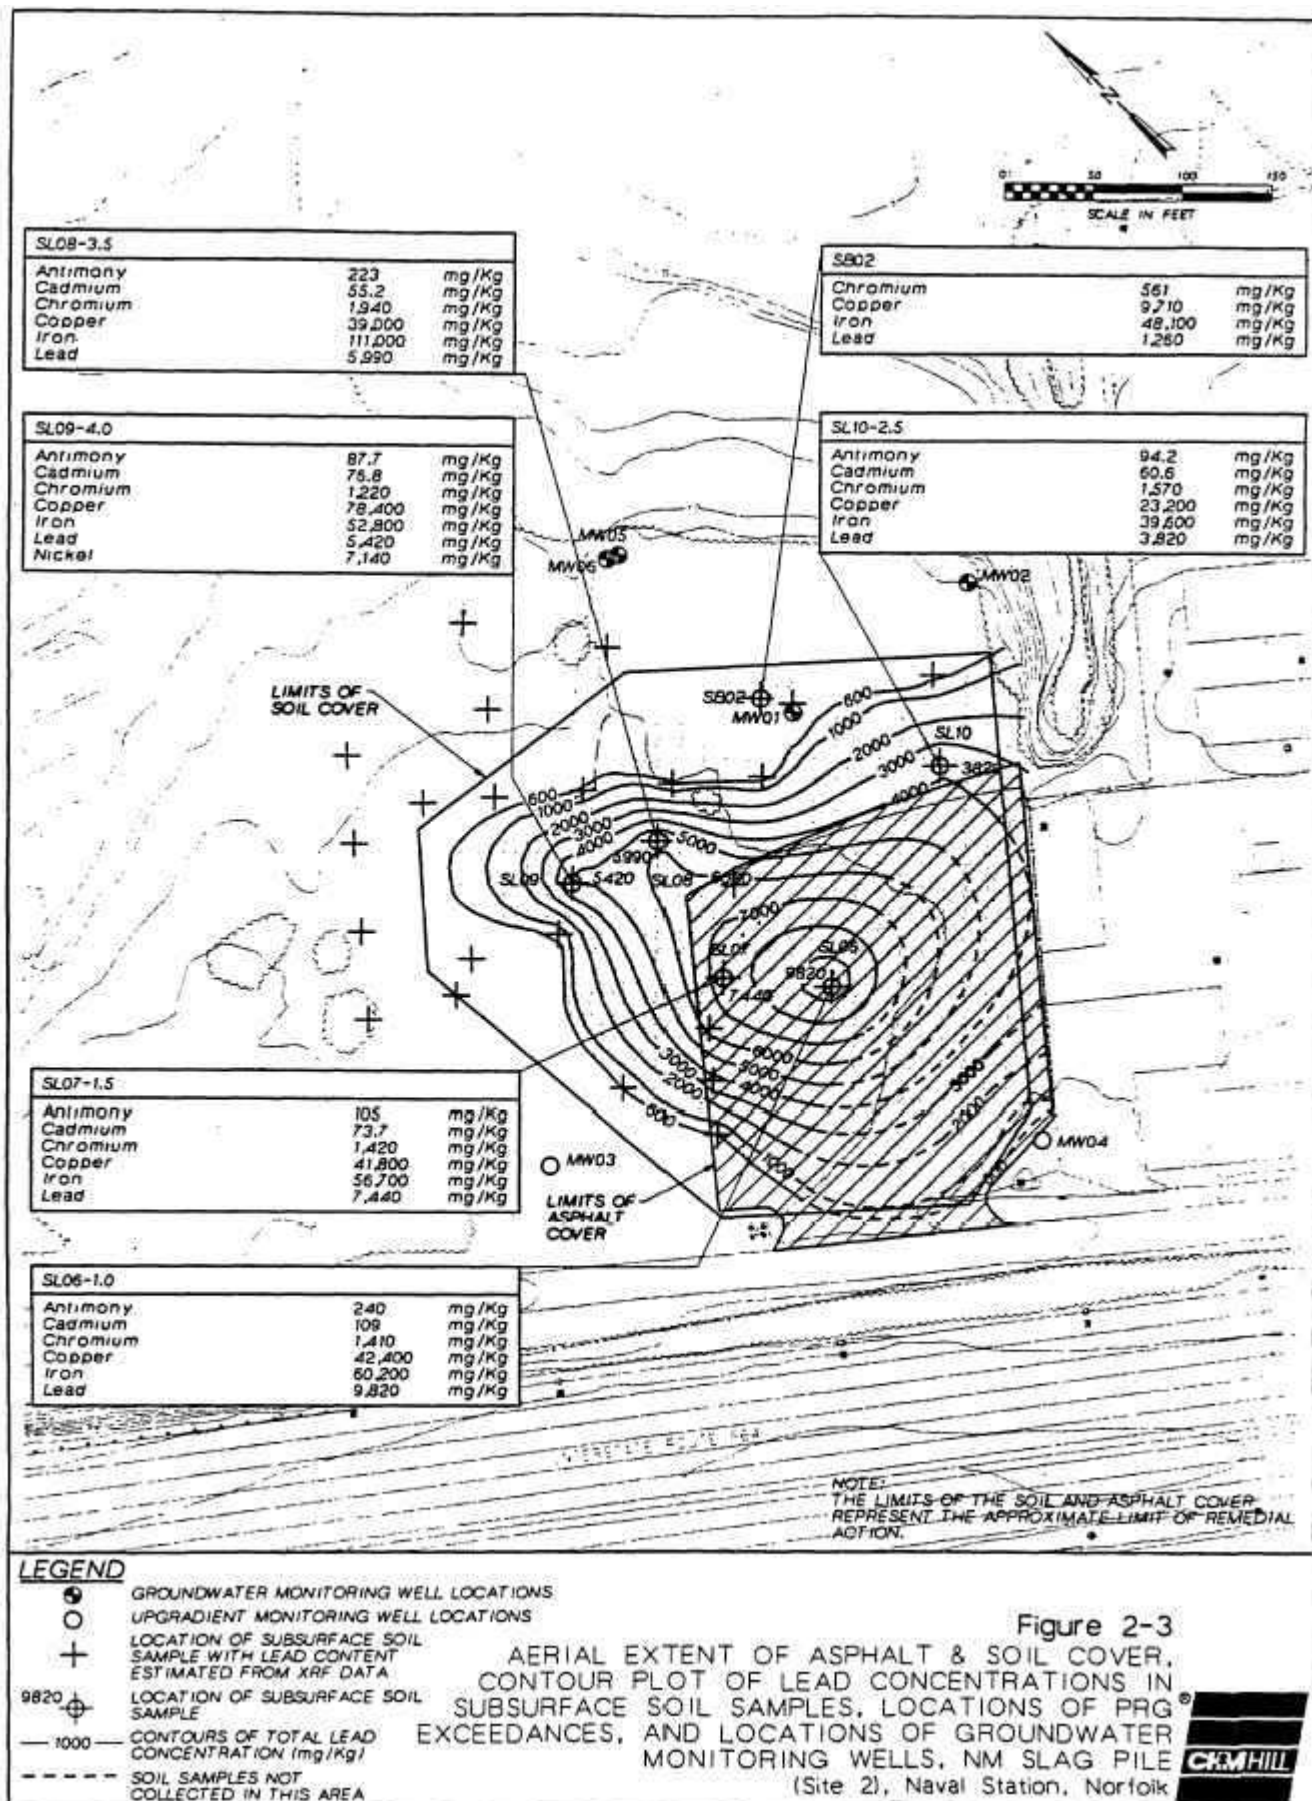 N
0 50 100 150
SCALE IN FEET
SL08-3.5
Antimony 223 mg/Kg
Cadmium 55.2 mg/Kg
Chromium 1,940 mg/Kg
Copper 39,000 mg/Kg
Iron 111,000 mg/Kg
Lead 5,990 mg/Kg
SB02
Chromium 561 mg/Kg
Copper 9,710 mg/Kg
Iron 48,100 mg/Kg
Lead 1,260 mg/Kg
SL09-4.0
Antimony 87.7 mg/Kg
Cadmium 75.8 mg/Kg
Chromium 1,220 mg/Kg
Copper 78,400 mg/Kg
Iron 52,800 mg/Kg
Lead 5,420 mg/Kg
Nickel 7,140 mg/Kg
SL10-2.5
Antimony 94.2 mg/Kg
Cadmium 60.6 mg/Kg
Chromium 1,570 mg/Kg
Copper 23,200 mg/Kg
Iron 39,600 mg/Kg
Lead 3,820 mg/Kg
MW05
MW06
MW02
LIMITS OF
SOIL COVER
SB02
MW01
600
1000
2000
3000
4000
SL10
600
1000
2000
3000
4000
5000
5990
SL08
SL09
5420
7000
SL07
7,440
9820
6000
5000
4000
3000
2000
600
1000
3000
2000
MW03
MW04
LIMITS OF
ASPHALT
COVER
SL07-1.5
Antimony 105 mg/Kg
Cadmium 73.7 mg/Kg
Chromium 1,420 mg/Kg
Copper 41,800 mg/Kg
Iron 56,700 mg/Kg
Lead 7,440 mg/Kg
SL06-1.0
Antimony 240 mg/Kg
Cadmium 109 mg/Kg
Chromium 1,410 mg/Kg
Copper 42,400 mg/Kg
Iron 60,200 mg/Kg
Lead 9,820 mg/Kg
INTERSTATE ROUTE
NOTE:
THE LIMITS OF THE SOIL AND ASPHALT COVER
REPRESENT THE APPROXIMATE LIMIT OF REMEDIAL
ACTION.
LEGEND
GROUNDWATER MONITORING WELL LOCATIONS
UPGRADIENT MONITORING WELL LOCATIONS
LOCATION OF SUBSURFACE SOIL
SAMPLE WITH LEAD CONTENT
ESTIMATED FROM XRF DATA
9820 LOCATION OF SUBSURFACE SOIL
SAMPLE
1000 CONTOURS OF TOTAL LEAD
CONCENTRATION (mg/Kg)
SOIL SAMPLES NOT
COLLECTED IN THIS AREA
Figure 2-3
AERIAL EXTENT OF ASPHALT & SOIL COVER,
CONTOUR PLOT OF LEAD CONCENTRATIONS IN
SUBSURFACE SOIL SAMPLES, LOCATIONS OF PRG
EXCEEDANCES, AND LOCATIONS OF GROUNDWATER
MONITORING WELLS, NM SLAG PILE
(Site 2), Naval Station, Norfolk
®
CH2M HILL